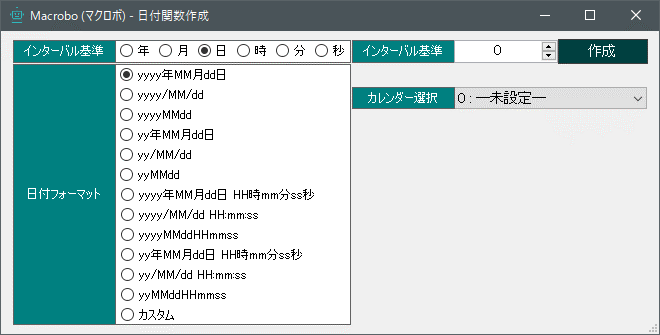 Macrobo (マクロボ) - 日付関数作成
インターバル基準 年 月 日 時 分 秒 インターバル基準 0 作成
カレンダー選択 0 : ―未設定―
日付フォーマット
yyyy年MM月dd日
yyyy/MM/dd
yyyyMMdd
yy年MM月dd日
yy/MM/dd
yyMMdd
yyyy年MM月dd日 HH時mm分ss秒
yyyy/MM/dd HH:mm:ss
yyyyMMddHHmmss
yy年MM月dd日 HH時mm分ss秒
yy/MM/dd HH:mm:ss
yyMMddHHmmss
カスタム